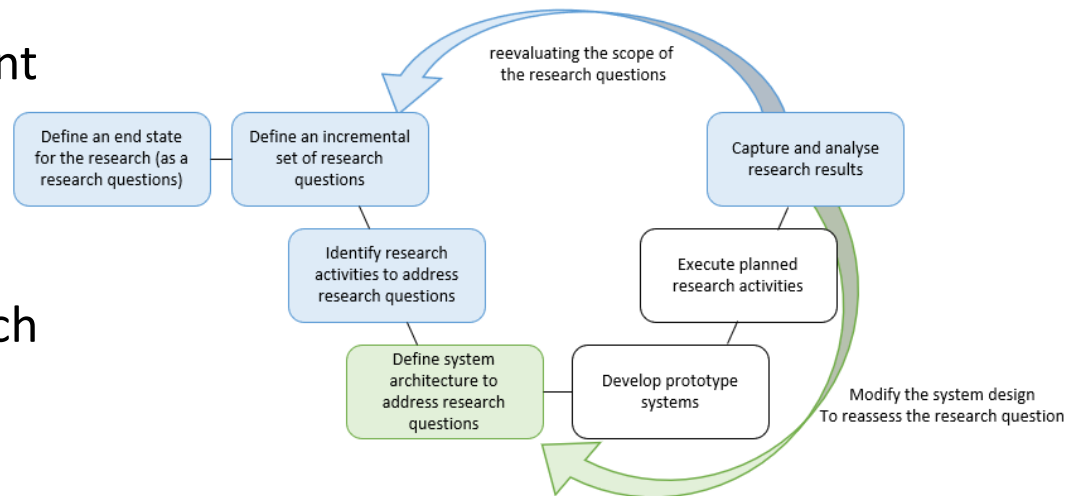 nt
reevaluating the scope of
the research questions
Define an end state
for the research (as a
research questions)
Define an incremental
set of research
questions
Capture and analyse
research results
Identify research
activities to address
research questions
Execute planned
research activities
ch
Define system
architecture to
address research
questions
Develop prototype
systems
Modify the system design
To reassess the research question